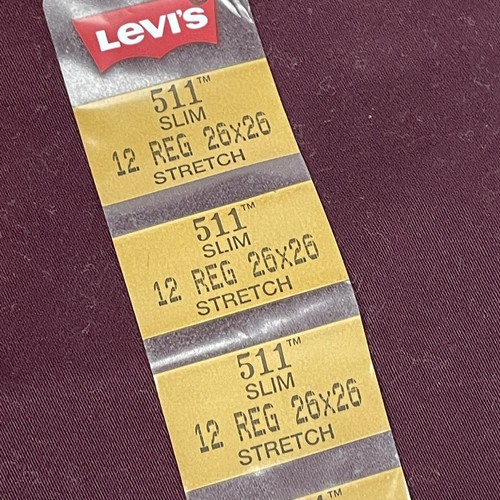 Levi's
511™
SLIM
12 REG 26x26
STRETCH
511™
SLIM
12 REG 26x26
STRETCH
511™
SLIM
12 REG 26x26
STRETCH
™